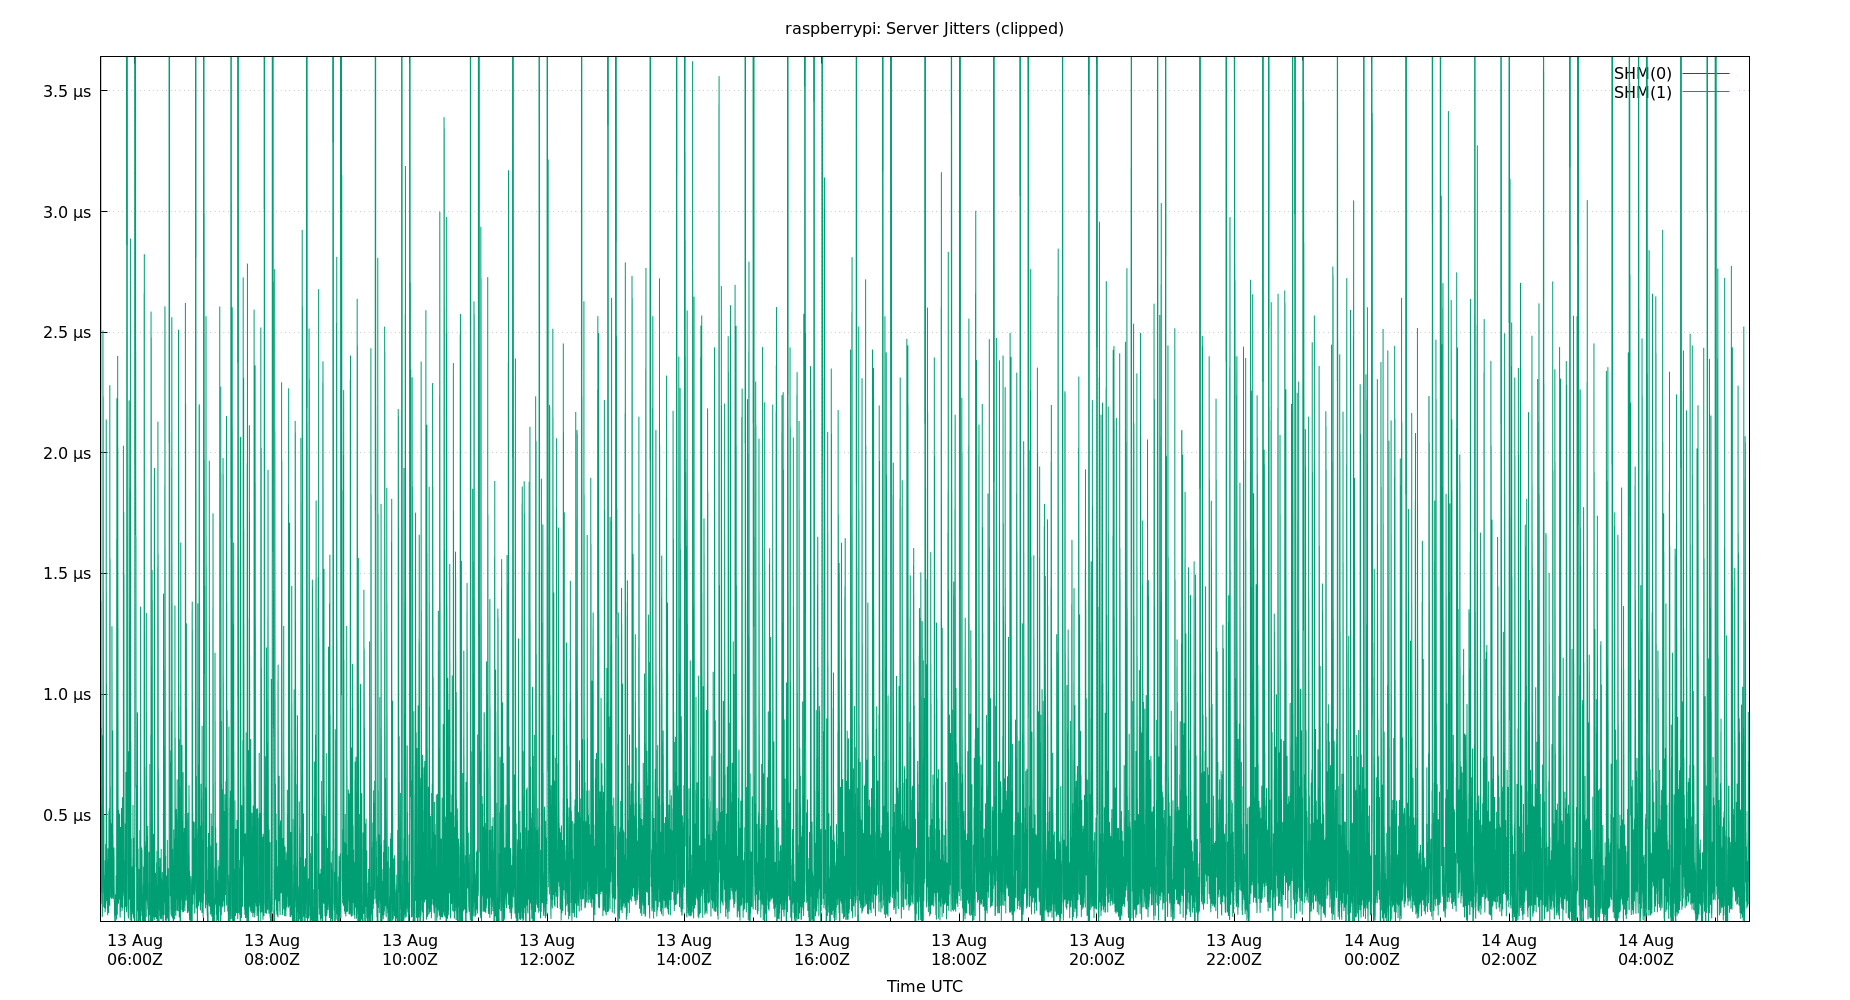 raspberrypi: Server Jitters (clipped)
SHM(0)
SHM(1)
3.5 µs
3.0 µs
2.5 µs
2.0 µs
1.5 µs
1.0 µs
0.5 µs
13 Aug 13 Aug 13 Aug 13 Aug 13 Aug 13 Aug 13 Aug 13 Aug 13 Aug 14 Aug 14 Aug 14 Aug
06:00Z 08:00Z 10:00Z 12:00Z 14:00Z 16:00Z 18:00Z 20:00Z 22:00Z 00:00Z 02:00Z 04:00Z
Time UTC